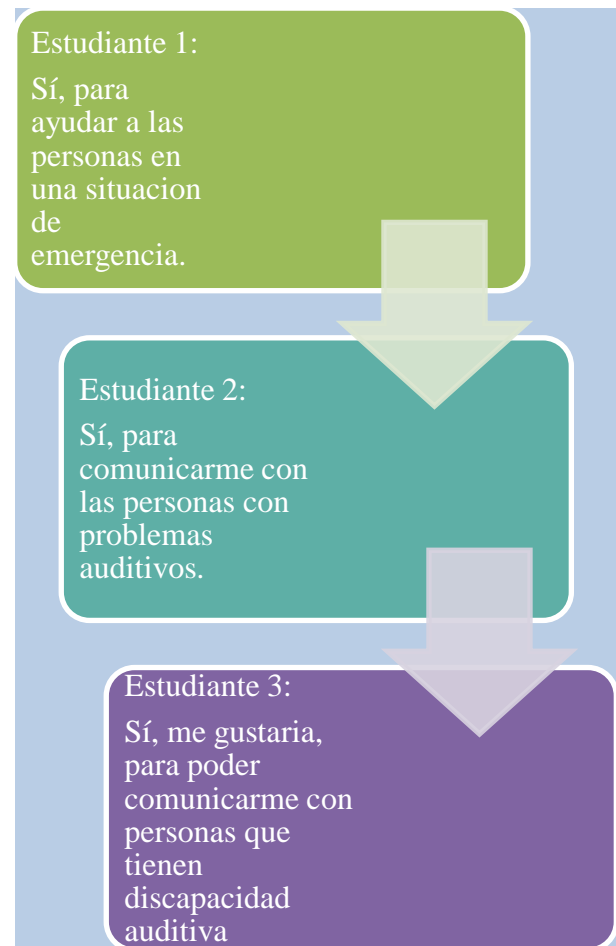 Estudiante 1:
Sí, para
ayudar a las
personas en
una situacion
de
emergencia.
Estudiante 2:
Sí, para
comunicarme con
las personas con
problemas
auditivos.
Estudiante 3:
Sí, me gustaria,
para poder
comunicarme con
personas que
tienen
discapacidad
auditiva